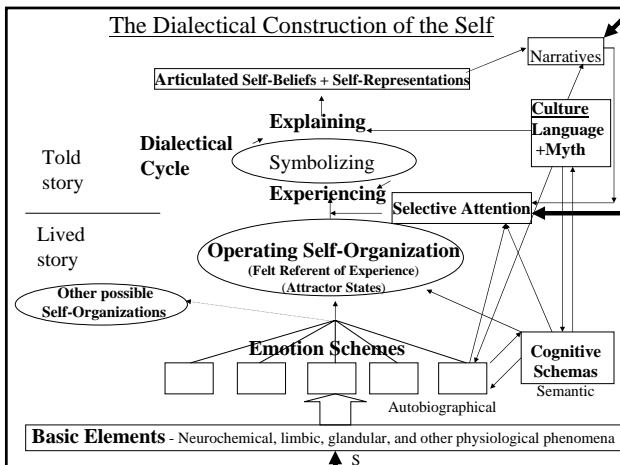 The Dialectical Construction of the Self
Narratives
Articulated Self-Beliefs + Self-Representations
Culture
Language
+Myth
Explaining
Dialectical
Cycle
Symbolizing
Told
story
Experiencing
Selective Attention
Lived
story
Operating Self-Organization
(Felt Referent of Experience)
(Attractor States)
Other possible
Self-Organizations
Emotion Schemes
Cognitive
Schemas
Semantic
Autobiographical
Basic Elements - Neurochemical, limbic, glandular, and other physiological phenomena
S